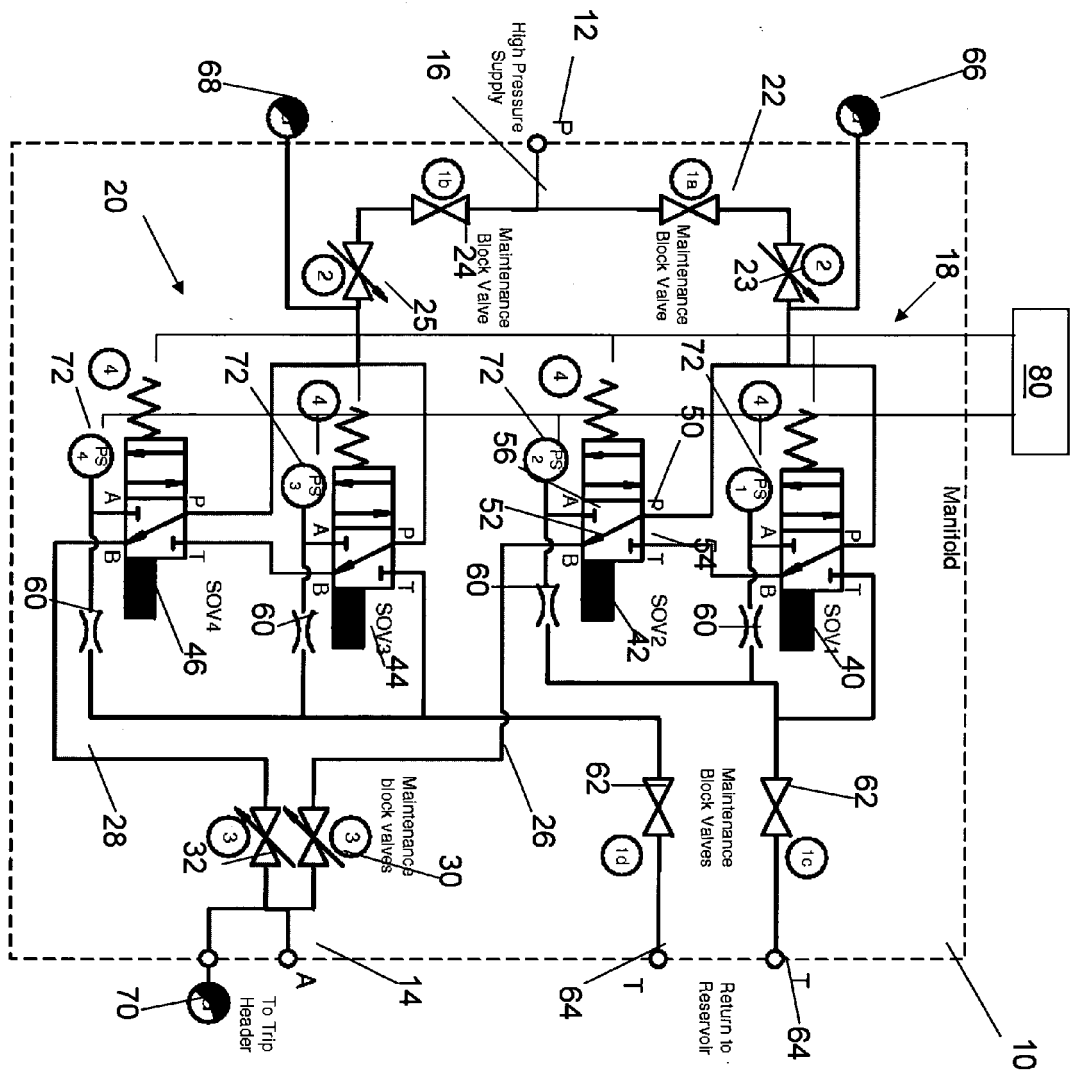 10
To Trip
Header
Return to
Reservoir
80
Manifold
66
T
64
T
64
14
70
A
18
1c
62
1d
62
Maintenance
Block Valves
26
30
3
Maintenance
block valves
3
32
28
SOV1
40
60
72
PS
1
P
T
A
B
4
50
54
SOV2
42
60
72
PS
2
P
T
56
52
A
B
4
SOV3
44
60
72
PS
3
P
T
A
B
4
SOV4
46
60
72
PS
4
P
T
A
B
4
22
2
23
1a
Maintenance
Block Valve
12
P
High Pressure
Supply
16
1b
24
Maintenance
Block Valve
2
25
68
20